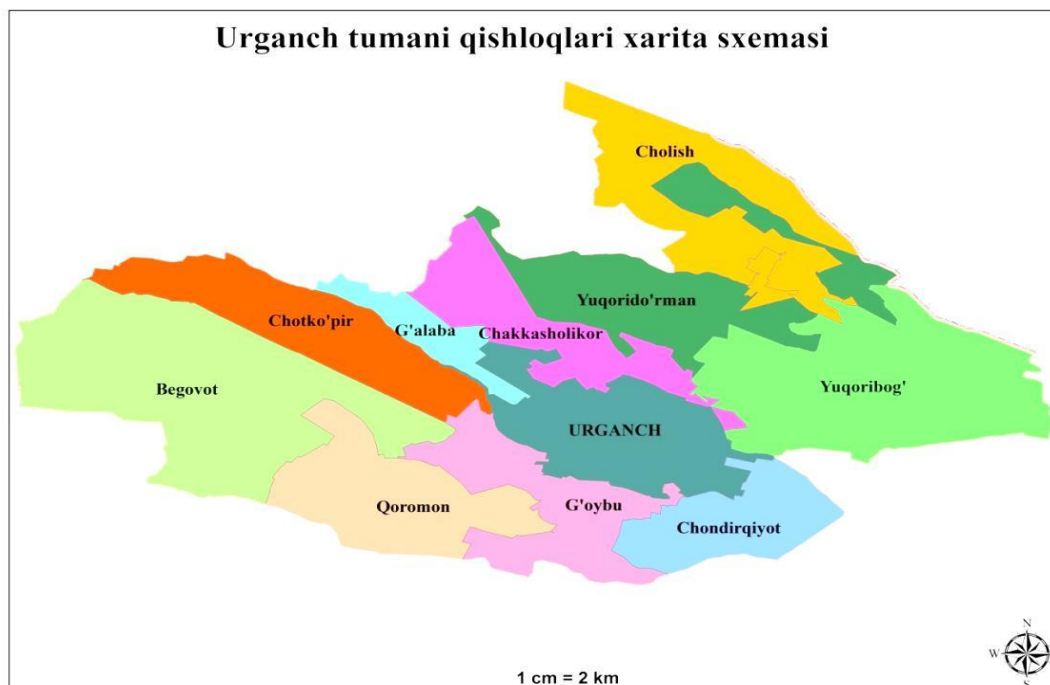 Urganch tumani qishloqlari xarita sxemasi
Cholish
Yuqorido'rman
Chotko'pir
G'alaba
Chakkasholikor
Begovot
Yuqoribog'
URGANCH
Qoromon
G'oybu
Chondirqiyot
N
W
E
S
1 cm = 2 km